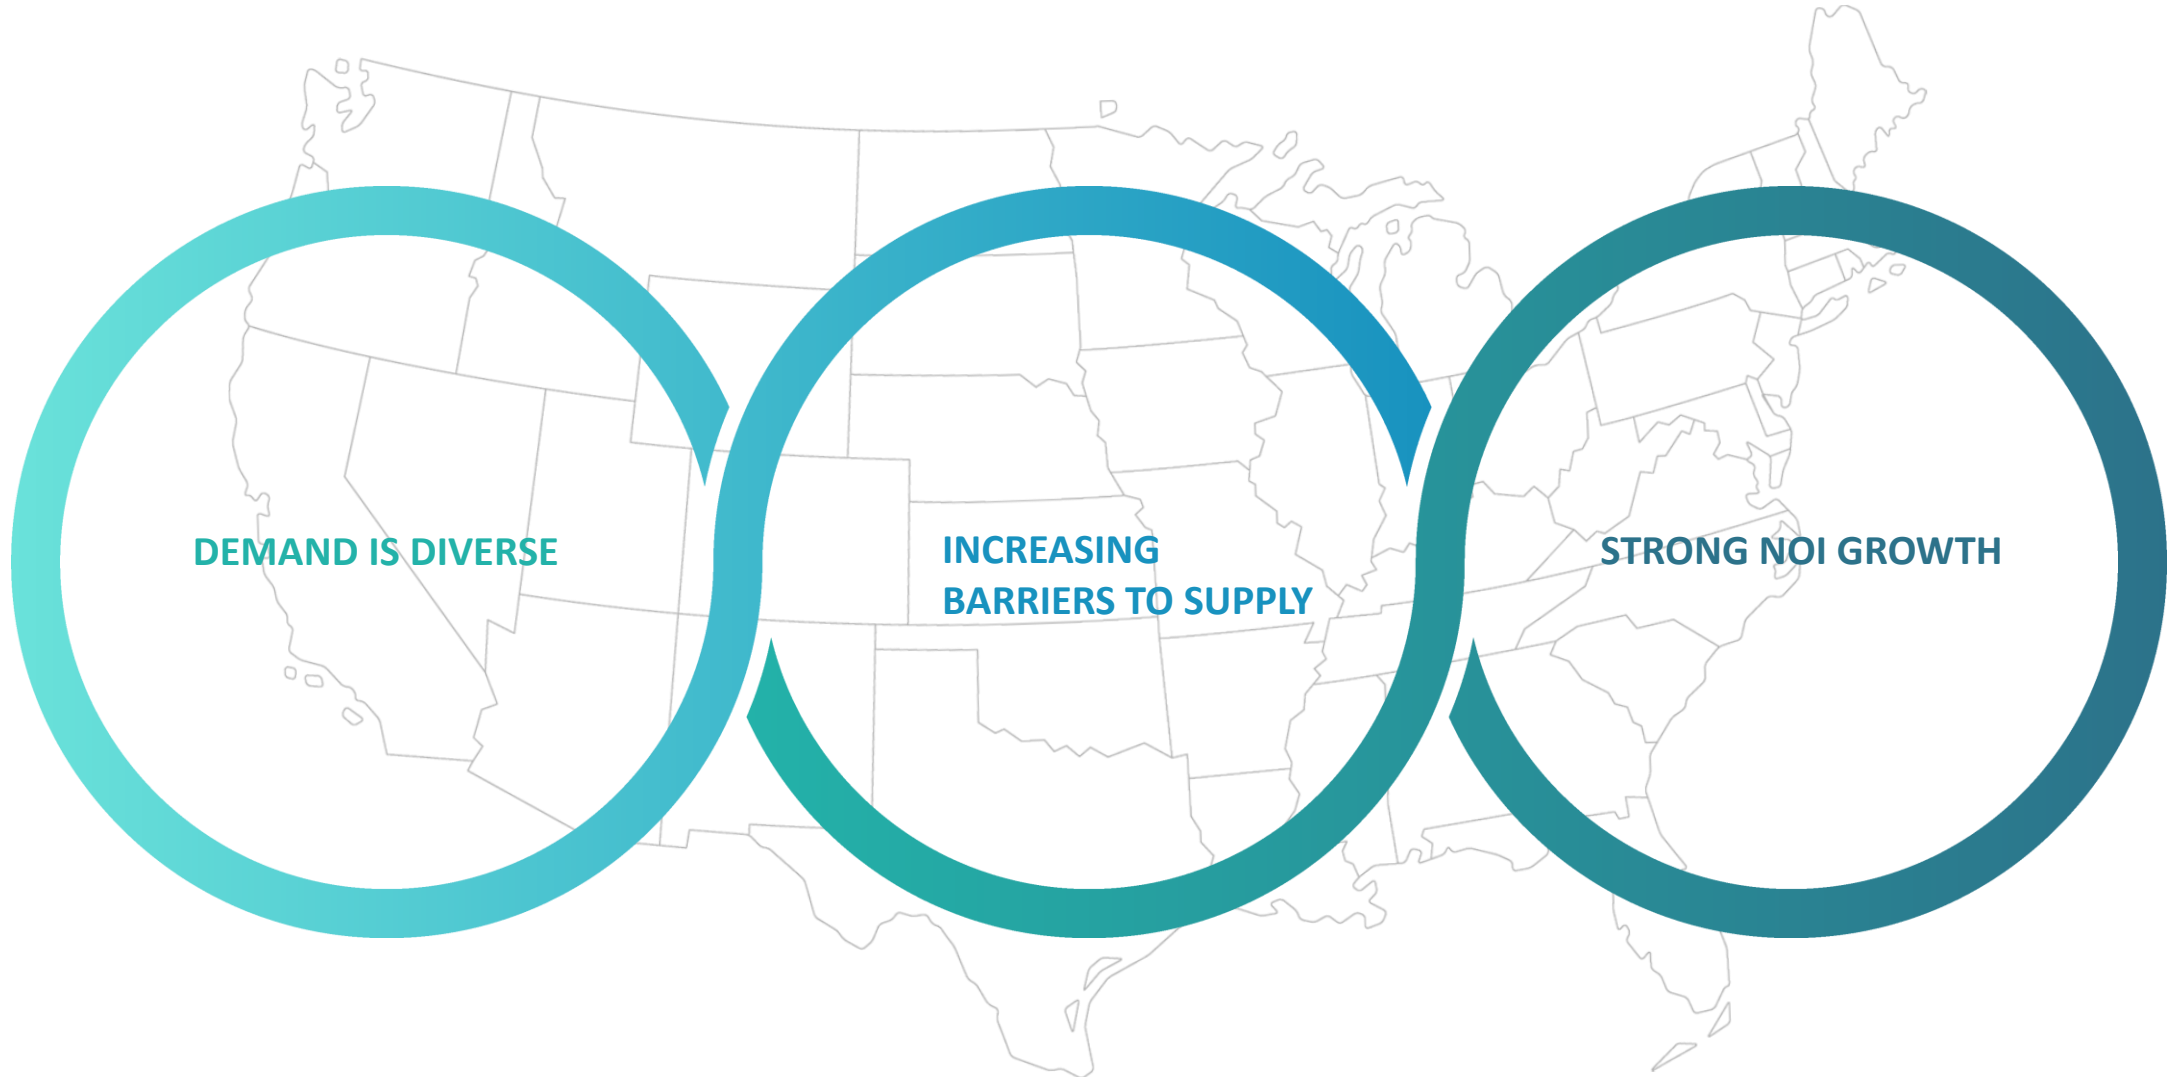 DEMAND IS DIVERSE
INCREASING
BARRIERS TO SUPPLY
STRONG NOI GROWTH